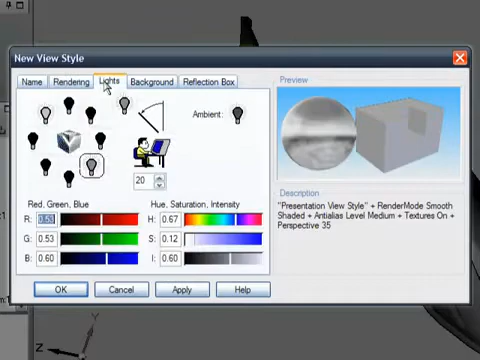 New View Style
Name
Rendering
Lights
Background
Reflection Box
Preview
Ambient:
20
Description
"Presentation View Style" + RenderMode Smooth
Shaded + Antialias Level Medium + Textures On +
Perspective 35
Red, Green, Blue
Hue, Saturation, Intensity
R: 0.53
H: 0.67
G: 0.53
S: 0.12
B: 0.60
I: 0.60
OK
Cancel
Apply
Help
Z
Y